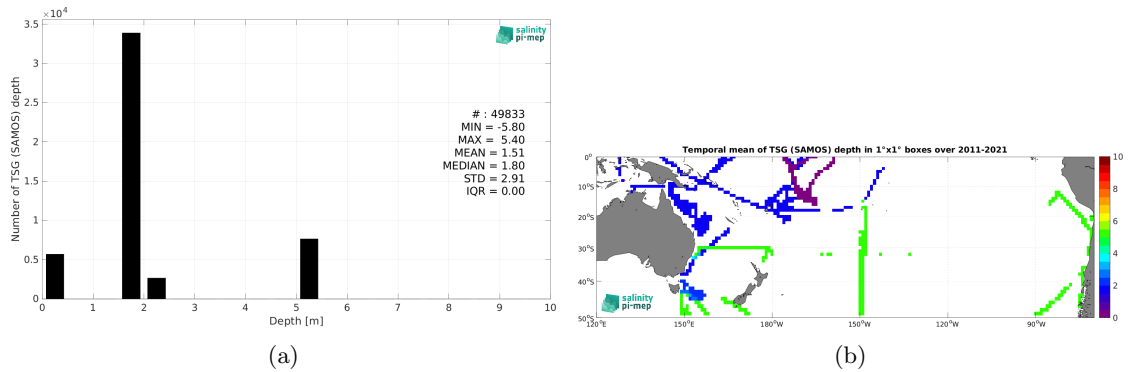 ×10⁴
3.5
3
2.5
2
1.5
1
0.5
0
Number of TSG (SAMOS) depth
salinity
pi-mep
# : 49833
MIN = -5.80
MAX = 5.40
MEAN = 1.51
MEDIAN = 1.80
STD = 2.91
IQR = 0.00
0 1 2 3 4 5 6 7 8 9 10
Depth [m]
(a)
Temporal mean of TSG (SAMOS) depth in 1°x1° boxes over 2011-2021
0°
10°S
20°S
30°S
40°S
50°S
120°E 150°E 180°W 150°W 120°W 90°W
salinity
pi-mep
10
8
6
4
2
0
(b)